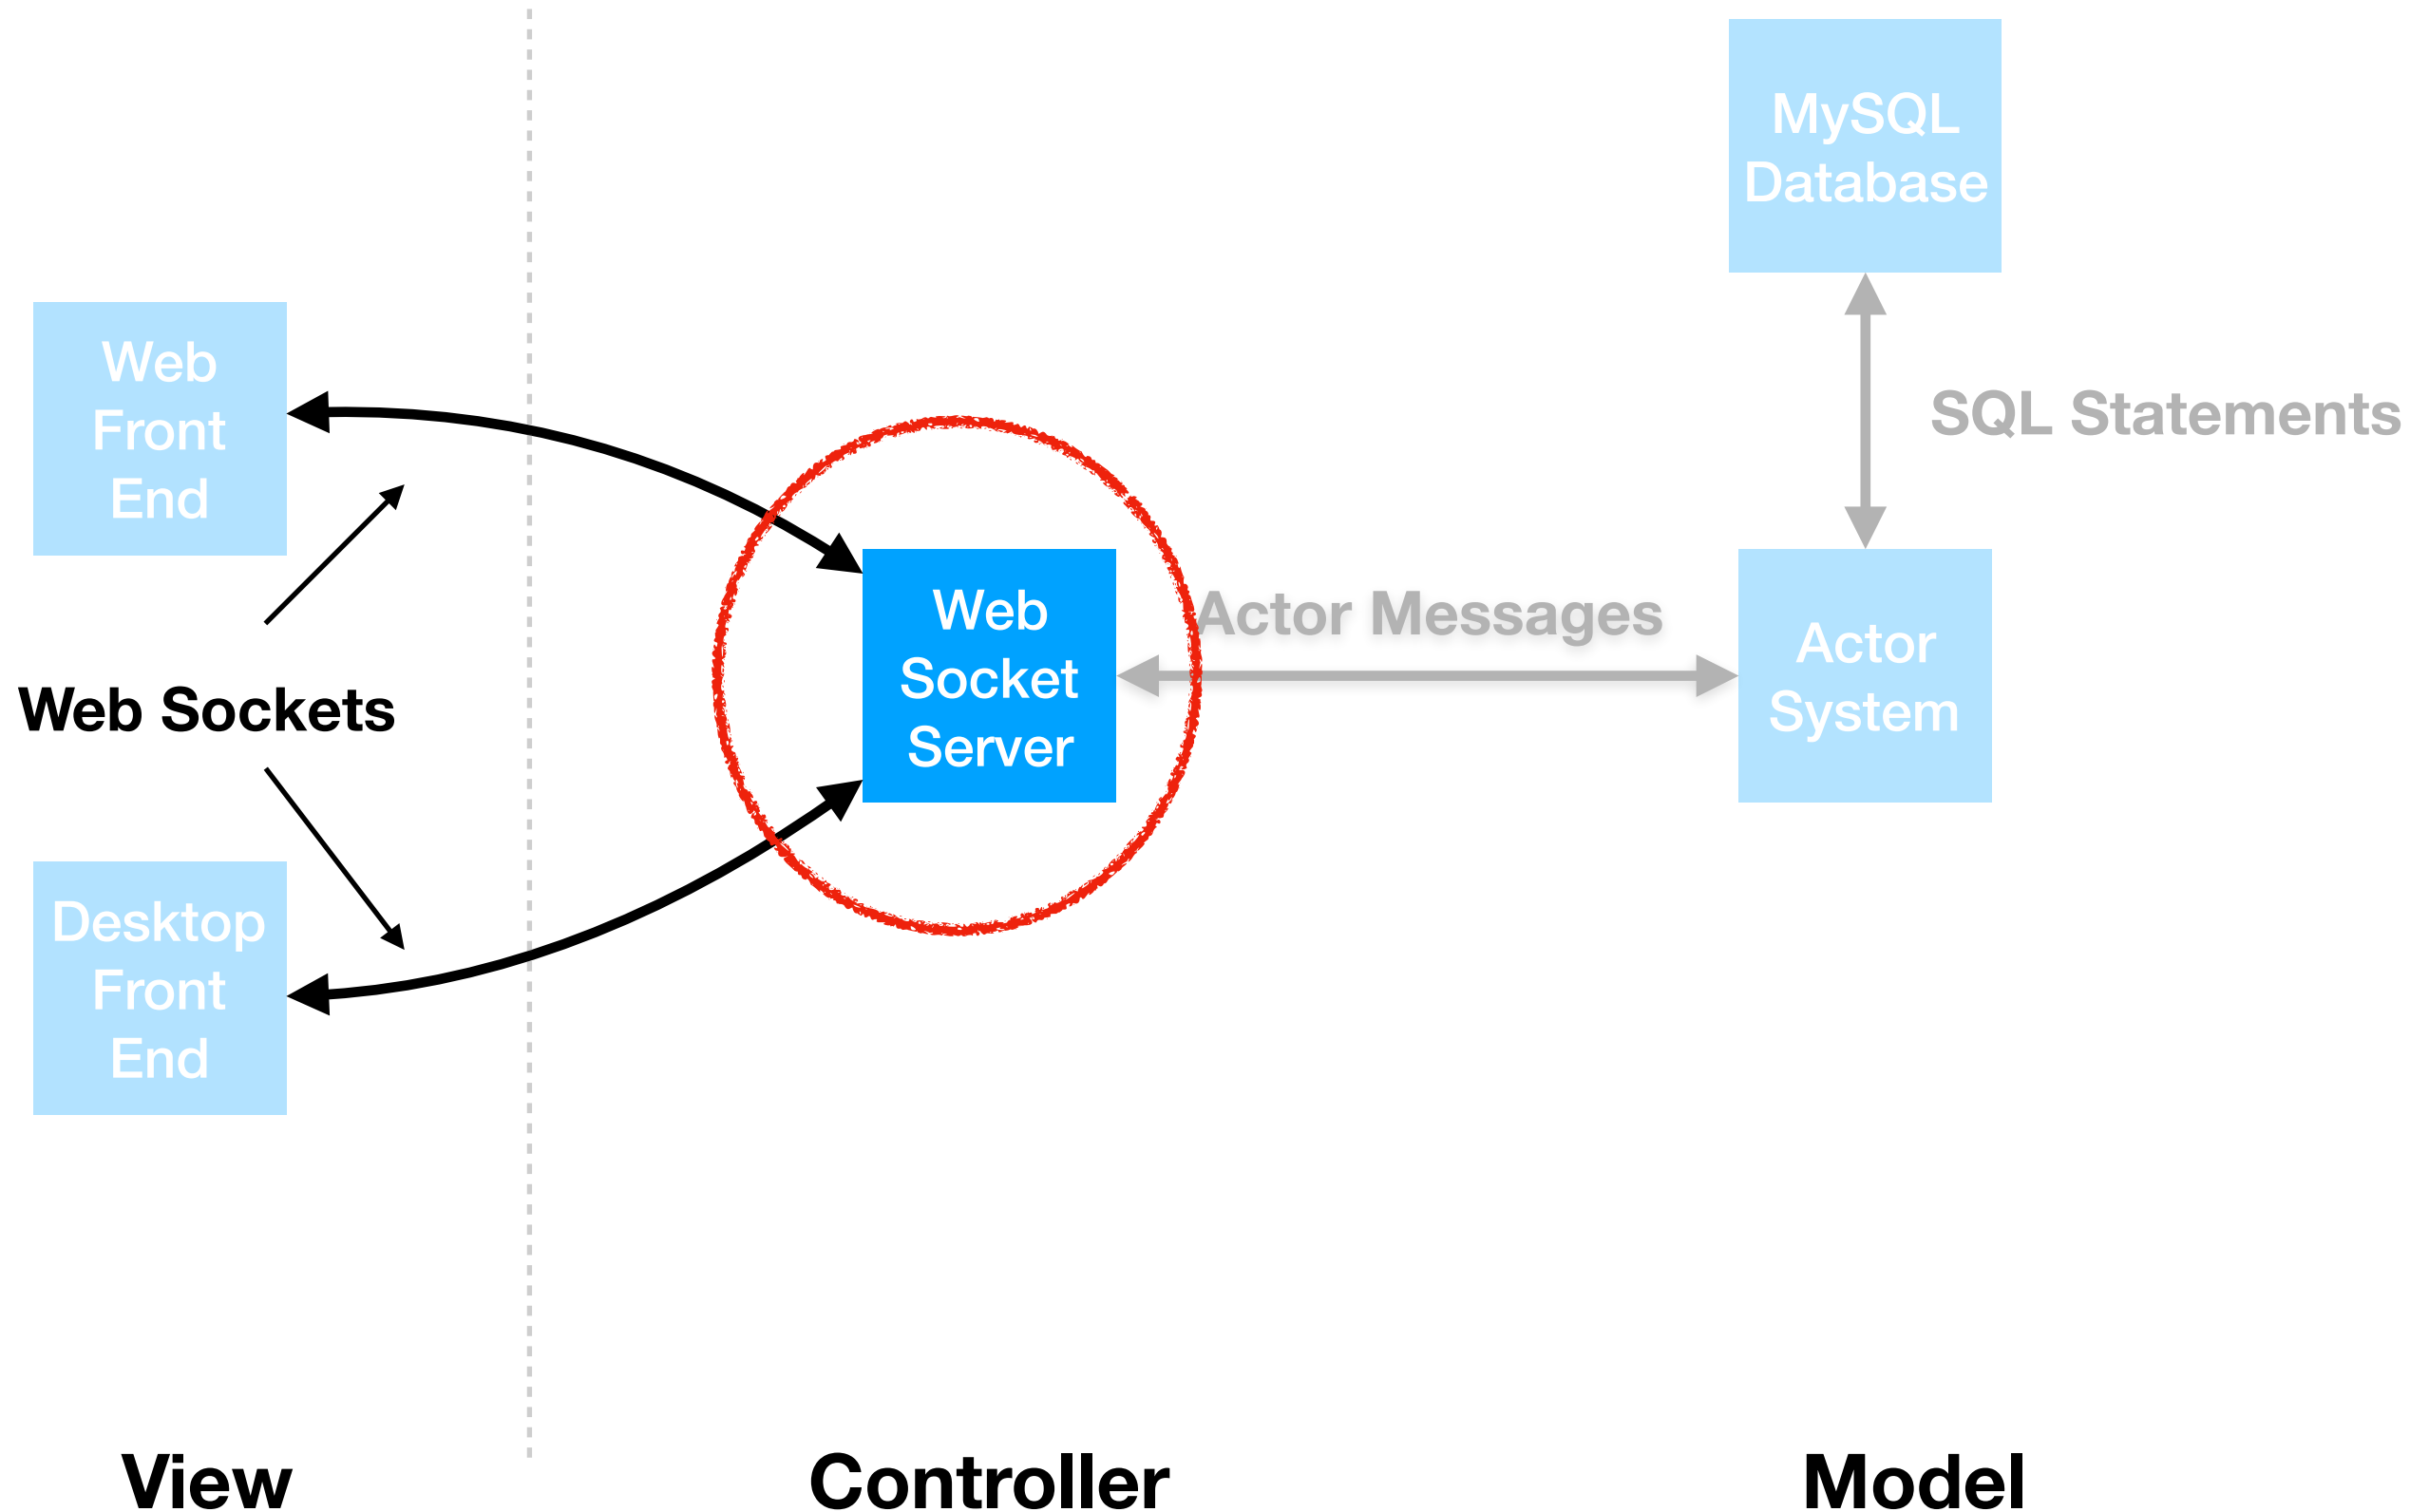 MySQL
Database
Web
Front
End
SQL Statements
Web
Socket
Server
Actor Messages
Actor
System
Web Sockets
Desktop
Front
End
View
Controller
Model